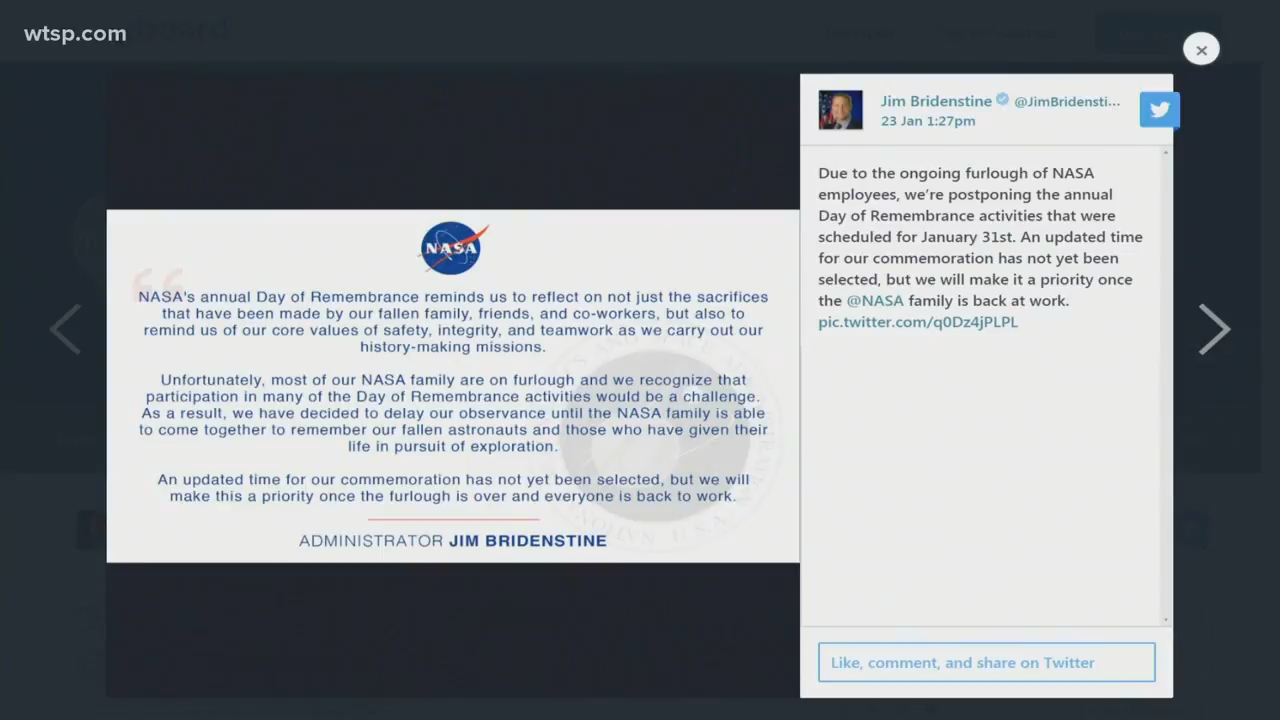 wtsp.com
×
Jim Bridenstine @JimBridensti...
23 Jan 1:27pm
Due to the ongoing furlough of NASA
employees, we're postponing the annual
Day of Remembrance activities that were
scheduled for January 31st. An updated time
for our commemoration has not yet been
selected, but we will make it a priority once
the @NASA family is back at work.
pic.twitter.com/q0Dz4jPLPL
Like, comment, and share on Twitter
NASA
NASA's annual Day of Remembrance reminds us to reflect on not just the sacrifices
that have been made by our fallen family, friends, and co-workers, but also to
remind us of our core values of safety, integrity, and teamwork as we carry out our
history-making missions.
Unfortunately, most of our NASA family are on furlough and we recognize that
participation in many of the Day of Remembrance activities would be a challenge.
As a result, we have decided to delay our observance until the NASA family is able
to come together to remember our fallen astronauts and those who have given their
life in pursuit of exploration.
An updated time for our commemoration has not yet been selected, but we will
make this a priority once the furlough is over and everyone is back to work.
ADMINISTRATOR JIM BRIDENSTINE